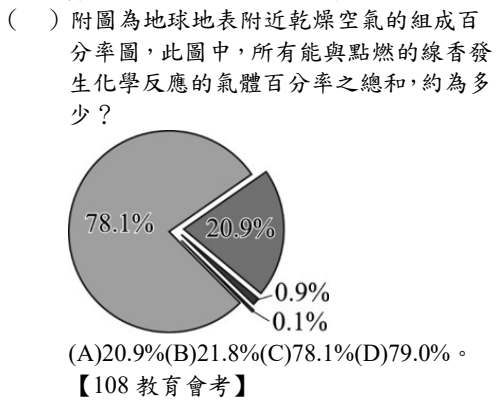 (　)附圖為地球地表附近乾燥空氣的組成百
分率圖，此圖中，所有能與點燃的線香發
生化學反應的氣體百分率之總和，約為多
少？
78.1%
20.9%
0.9%
0.1%
(A)20.9%(B)21.8%(C)78.1%(D)79.0%。
【108 教育會考】